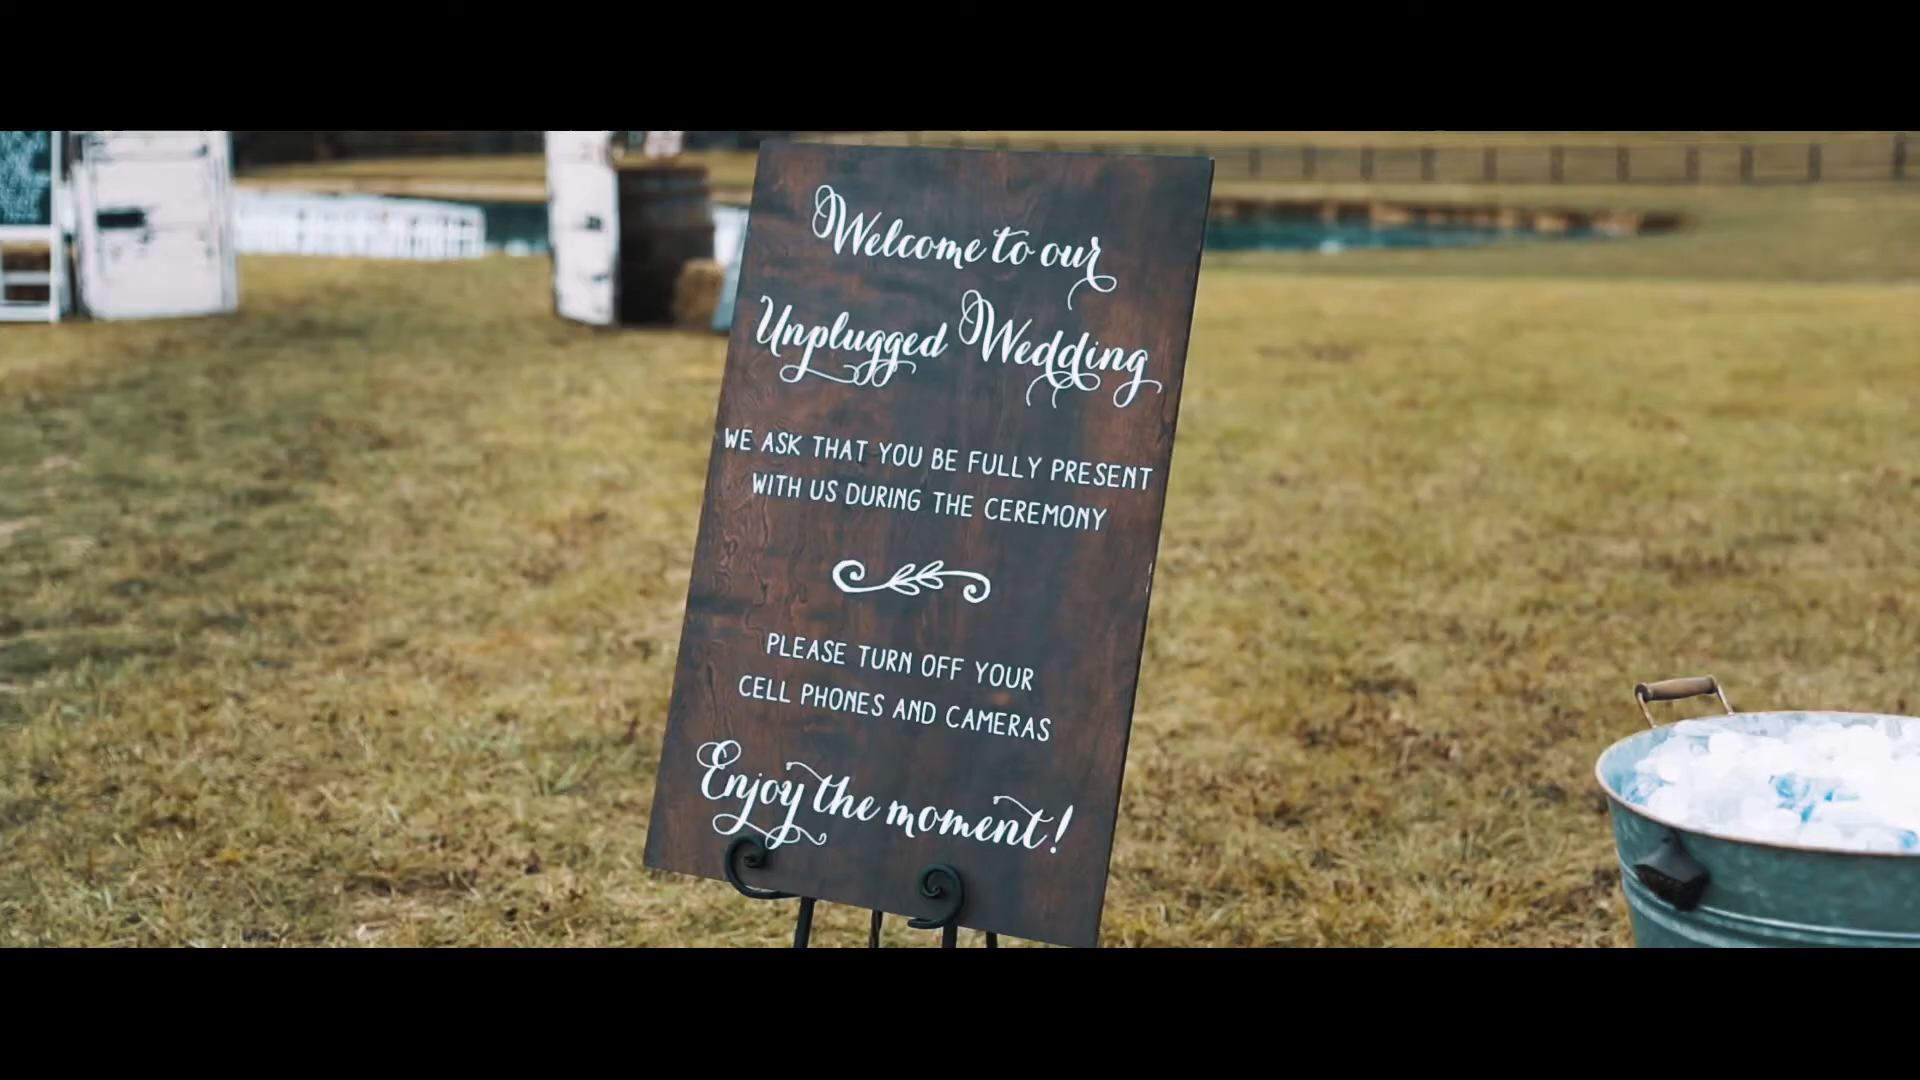 Welcome to our
Unplugged Wedding
WE ASK THAT YOU BE FULLY PRESENT
WITH US DURING THE CEREMONY
PLEASE TURN OFF YOUR
CELL PHONES AND CAMERAS
Enjoy the moment!